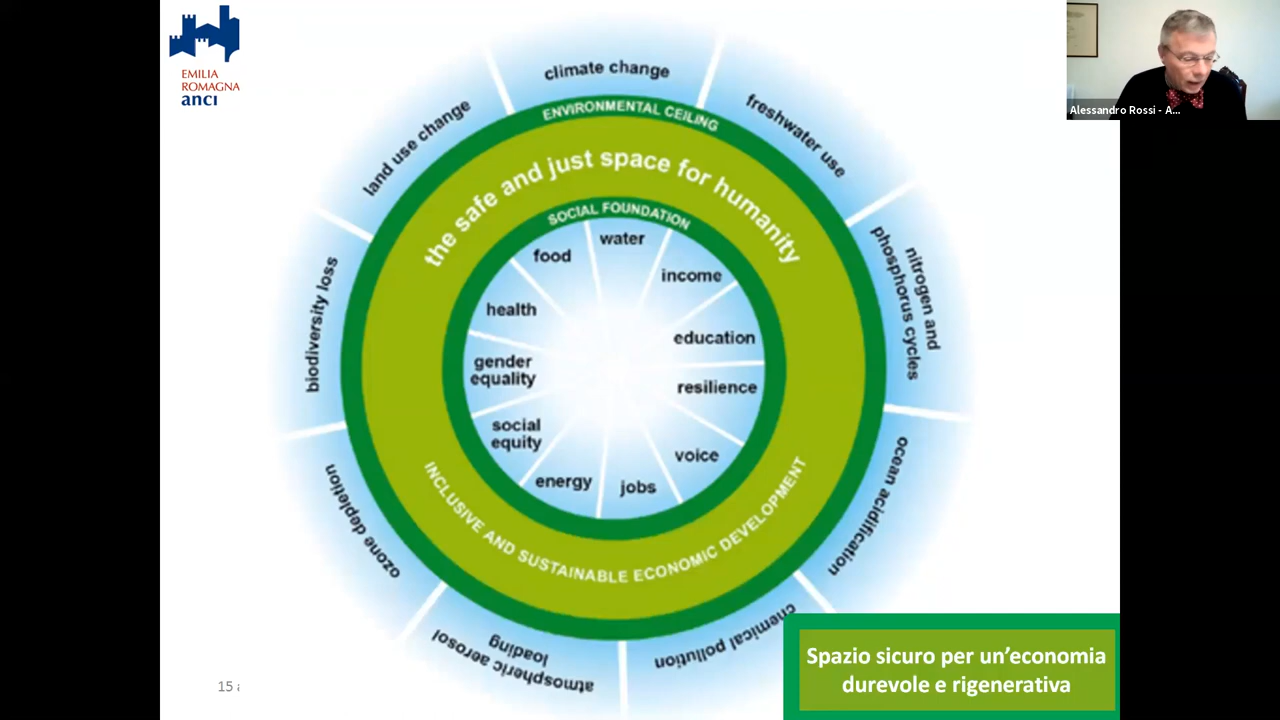 EMILIA
ROMAGNA
anci
Alessandro Rossi - A...
climate change
freshwater use
nitrogen and
phosphorus cycles
ocean acidification
chemical pollution
atmospheric aerosol
loading
ozone depletion
biodiversity loss
land use change
ENVIRONMENTAL CEILING
the safe and just space for humanity
SOCIAL FOUNDATION
water
income
education
resilience
voice
jobs
energy
social
equity
gender
equality
health
food
INCLUSIVE AND SUSTAINABLE ECONOMIC DEVELOPMENT
Spazio sicuro per un'economia
durevole e rigenerativa
15